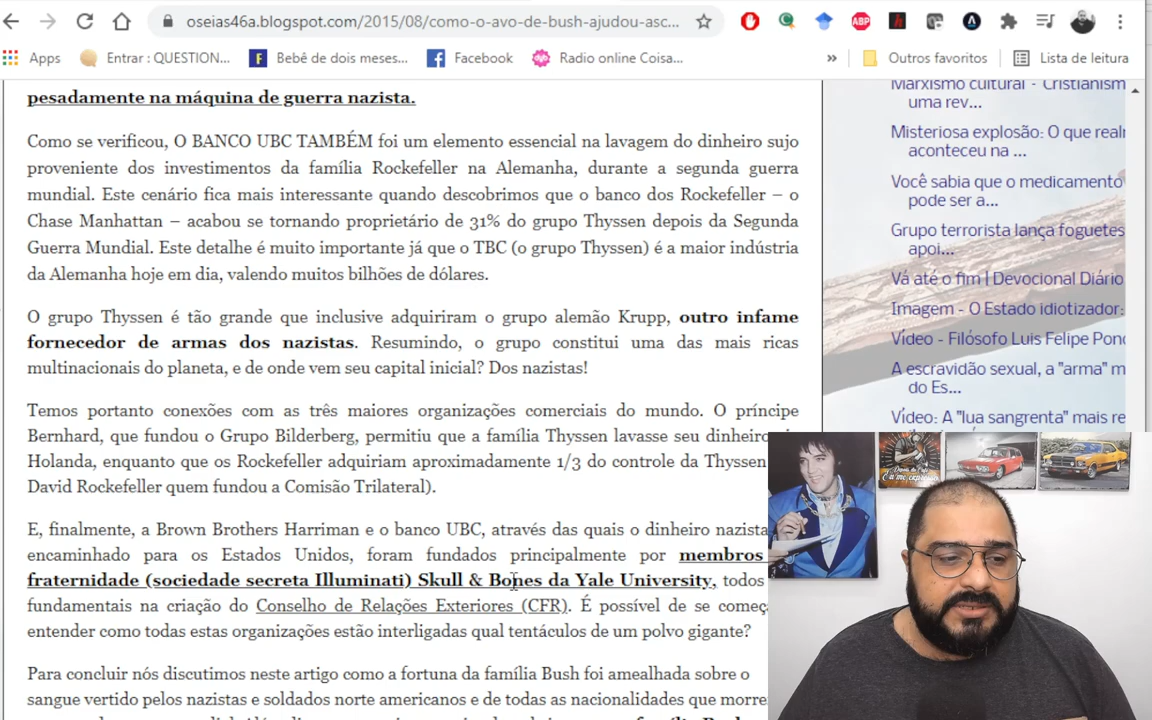 oseias46a.blogspot.com/2015/08/como-o-avo-de-bush-ajudou-asc...
ABP
Apps
Entrar : QUESTION...
F
Bebê de dois meses...
Facebook
Radio online Coisa...
»
Outros favoritos
Lista de leitura
pesadamente na máquina de guerra nazista.
Como se verificou, O BANCO UBC TAMBÉM foi um elemento essencial na lavagem do dinheiro sujo
proveniente dos investimentos da família Rockefeller na Alemanha, durante a segunda guerra
mundial. Este cenário fica mais interessante quando descobrimos que o banco dos Rockefeller – o
Chase Manhattan – acabou se tornando proprietário de 31% do grupo Thyssen depois da Segunda
Guerra Mundial. Este detalhe é muito importante já que o TBC (o grupo Thyssen) é a maior indústria
da Alemanha hoje em dia, valendo muitos bilhões de dólares.
O grupo Thyssen é tão grande que inclusive adquiriram o grupo alemão Krupp, outro infame
fornecedor de armas dos nazistas. Resumindo, o grupo constitui uma das mais ricas
multinacionais do planeta, e de onde vem seu capital inicial? Dos nazistas!
Temos portanto conexões com as três maiores organizações comerciais do mundo. O príncipe
Bernhard, que fundou o Grupo Bilderberg, permitiu que a família Thyssen lavasse seu dinheiro
Holanda, enquanto que os Rockefeller adquiriam aproximadamente 1/3 do controle da Thyssen
David Rockefeller quem fundou a Comisão Trilateral).
E, finalmente, a Brown Brothers Harriman e o banco UBC, através das quais o dinheiro nazista
encaminhado para os Estados Unidos, foram fundados principalmente por membros
fraternidade (sociedade secreta Illuminati) Skull & Bones da Yale University, todos
fundamentais na criação do Conselho de Relações Exteriores (CFR). É possível de se começa
entender como todas estas organizações estão interligadas qual tentáculos de um polvo gigante?
Para concluir nós discutimos neste artigo como a fortuna da família Bush foi amealhada sobre o
sangue vertido pelos nazistas e soldados norte americanos e de todas as nacionalidades que morre
Marxismo cultural - Cristianism
uma rev...
Misteriosa explosão: O que real
aconteceu na ...
Você sabia que o medicamento
pode ser a...
Grupo terrorista lança foguetes
apoi...
Vá até o fim | Devocional Diário
Imagem - O Estado idiotizador:
Vídeo - Filósofo Luis Felipe Pond
A escravidão sexual, a "arma" m
do Es...
Vídeo: A "lua sangrenta" mais re